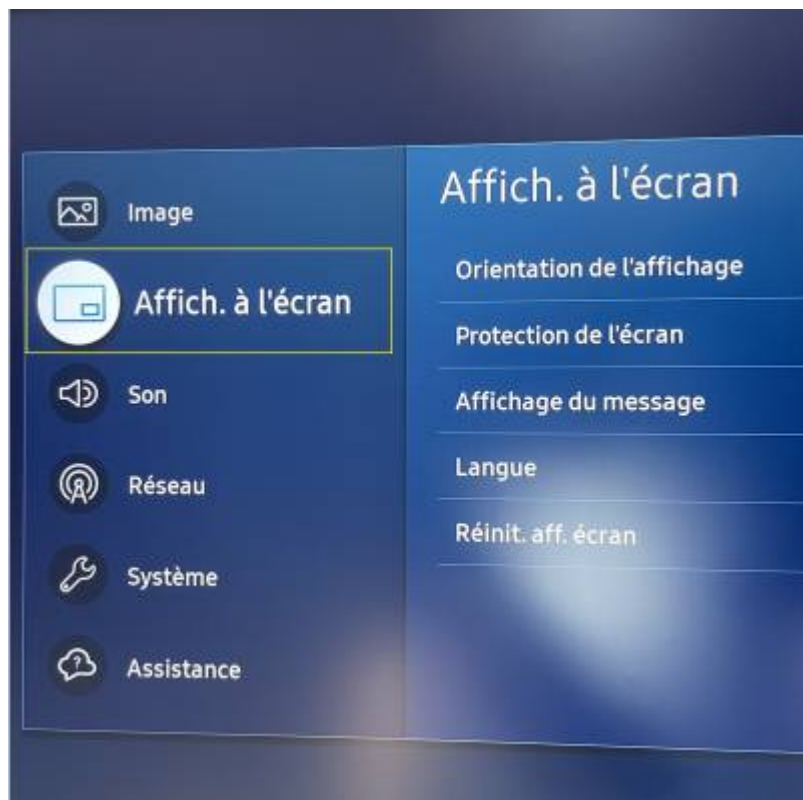 Image
Affich. à l'écran
Son
Réseau
Système
Assistance
Affich. à l'écran
Orientation de l'affichage
Protection de l'écran
Affichage du message
Langue
Réinit. aff. écran